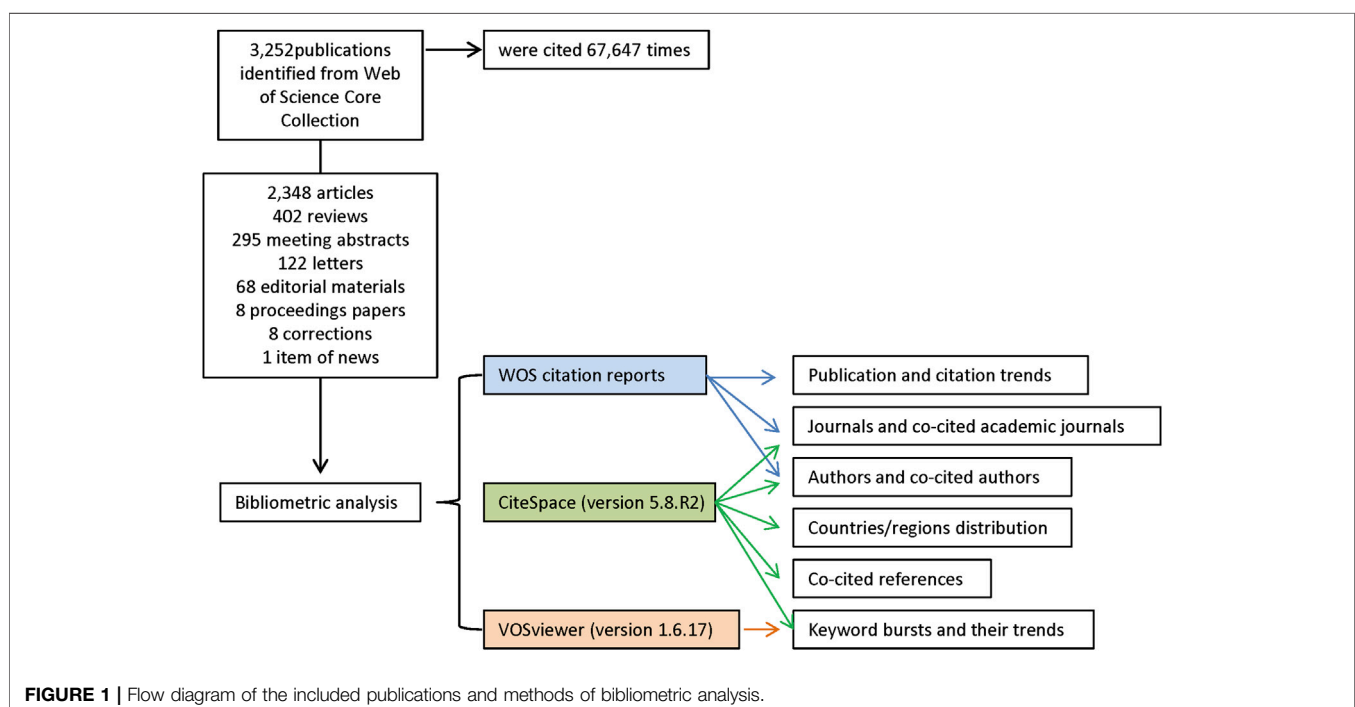 3,252publications
identified from Web
of Science Core
Collection
were cited 67,647 times
2,348 articles
402 reviews
295 meeting abstracts
122 letters
68 editorial materials
8 proceedings papers
8 corrections
1 item of news
Bibliometric analysis
WOS citation reports
CiteSpace (version 5.8.R2)
VOSviewer (version 1.6.17)
Publication and citation trends
Journals and co-cited academic journals
Authors and co-cited authors
Countries/regions distribution
Co-cited references
Keyword bursts and their trends
FIGURE 1 | Flow diagram of the included publications and methods of bibliometric analysis.